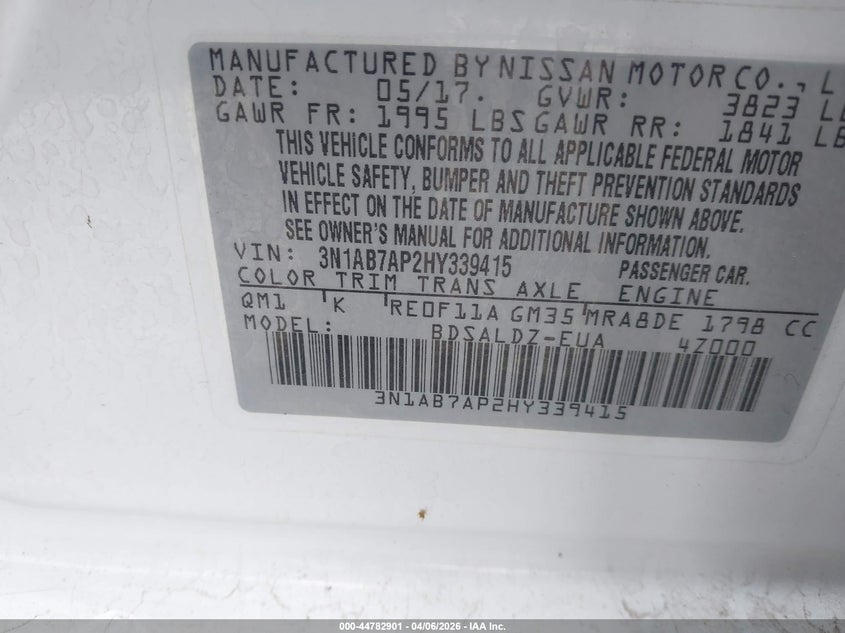 MANUFACTURED BY NISSAN MOTOR CO., L
DATE: 05/17. GVWR: 3823 LB
GAWR FR: 1995 LBS GAWR RR: 1841 LB
THIS VEHICLE CONFORMS TO ALL APPLICABLE FEDERAL MOTOR
VEHICLE SAFETY, BUMPER AND THEFT PREVENTION STANDARDS
IN EFFECT ON THE DATE OF MANUFACTURE SHOWN ABOVE.
SEE OWNER'S MANUAL FOR ADDITIONAL INFORMATION.
VIN: 3N1AB7AP2HY339415 PASSENGER CAR.
COLOR TRIM TRANS AXLE ENGINE
QM1 K RE0F11A GM35 MRA8DE 1798 CC
MODEL: BDSALDZ-EUA 4Z000
3N1AB7AP2HY339415
000-44782901 - 04/06/2026 - IAA Inc.